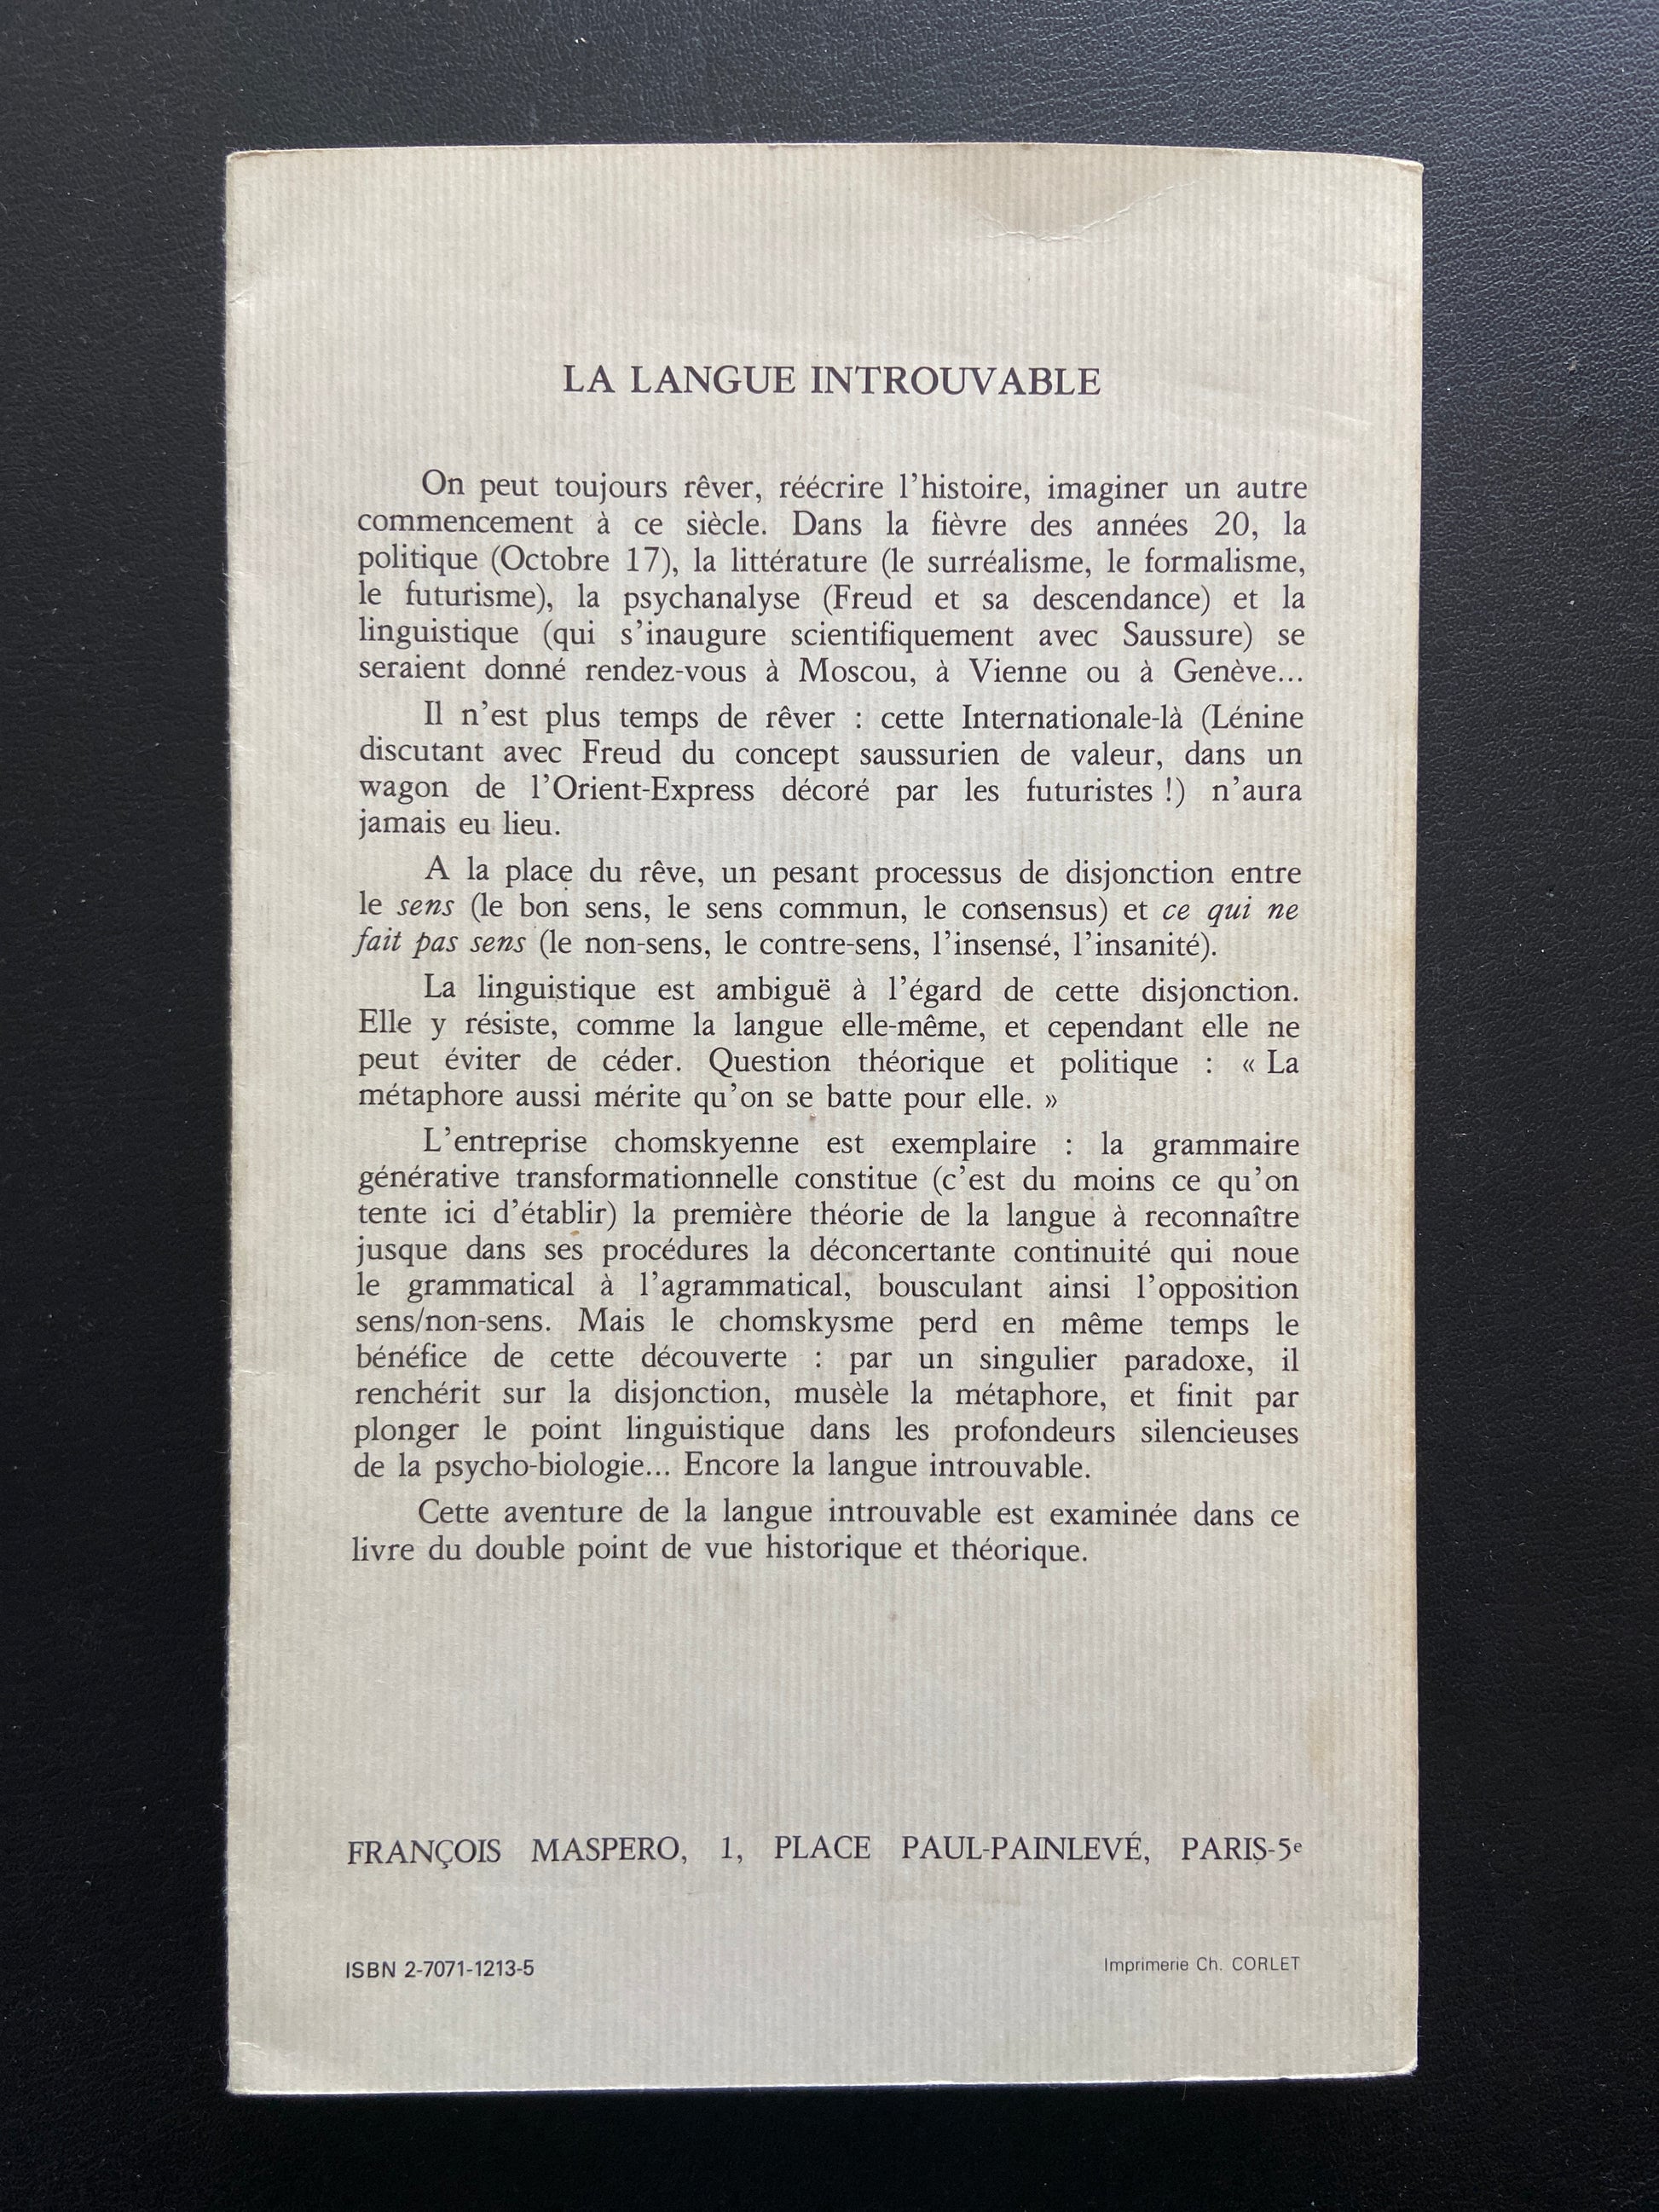 LA LANGUE INTROUVABLE
On peut toujours rêver, réécrire l'histoire, imaginer un autre
commencement à ce siècle. Dans la fièvre des années 20, la
politique (Octobre 17), la littérature (le surréalisme, le formalisme,
le futurisme), la psychanalyse (Freud et sa descendance) et la
linguistique (qui s'inaugure scientifiquement avec Saussure) se
seraient donné rendez-vous à Moscou, à Vienne ou à Genève...
Il n'est plus temps de rêver : cette Internationale-là (Lénine
discutant avec Freud du concept saussurien de valeur, dans un
wagon de l'Orient-Express décoré par les futuristes !) n'aura
jamais eu lieu.
A la place du rêve, un pesant processus de disjonction entre
le sens (le bon sens, le sens commun, le consensus) et ce qui ne
fait pas sens (le non-sens, le contre-sens, l'insensé, l'insanité).
La linguistique est ambiguë à l'égard de cette disjonction.
Elle y résiste, comme la langue elle-même, et cependant elle ne
peut éviter de céder. Question théorique et politique : « La
métaphore aussi mérite qu'on se batte pour elle. »
L'entreprise chomskyenne est exemplaire : la grammaire
générative transformationnelle constitue (c'est du moins ce qu'on
tente ici d'établir) la première théorie de la langue à reconnaître
jusque dans ses procédures la déconcertante continuité qui noue
le grammatical à l'agrammatical, bousculant ainsi l'opposition
sens/non-sens. Mais le chomskysme perd en même temps le
bénéfice de cette découverte : par un singulier paradoxe, il
renchérit sur la disjonction, musèle la métaphore, et finit par
plonger le point linguistique dans les profondeurs silencieuses
de la psycho-biologie... Encore la langue introuvable.
Cette aventure de la langue introuvable est examinée dans ce
livre du double point de vue historique et théorique.
FRANÇOIS MASPERO, 1, PLACE PAUL-PAINLEVÉ, PARIS-5e
ISBN 2-7071-1213-5
Imprimerie Ch. CORLET